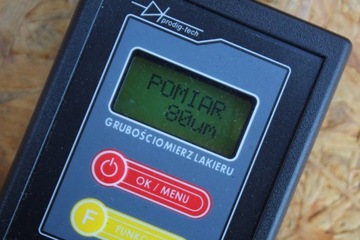 prodig-tech
POMIAR
80um
GRUBOŚCIOMIERZ LAKIERU
OK / MENU
F